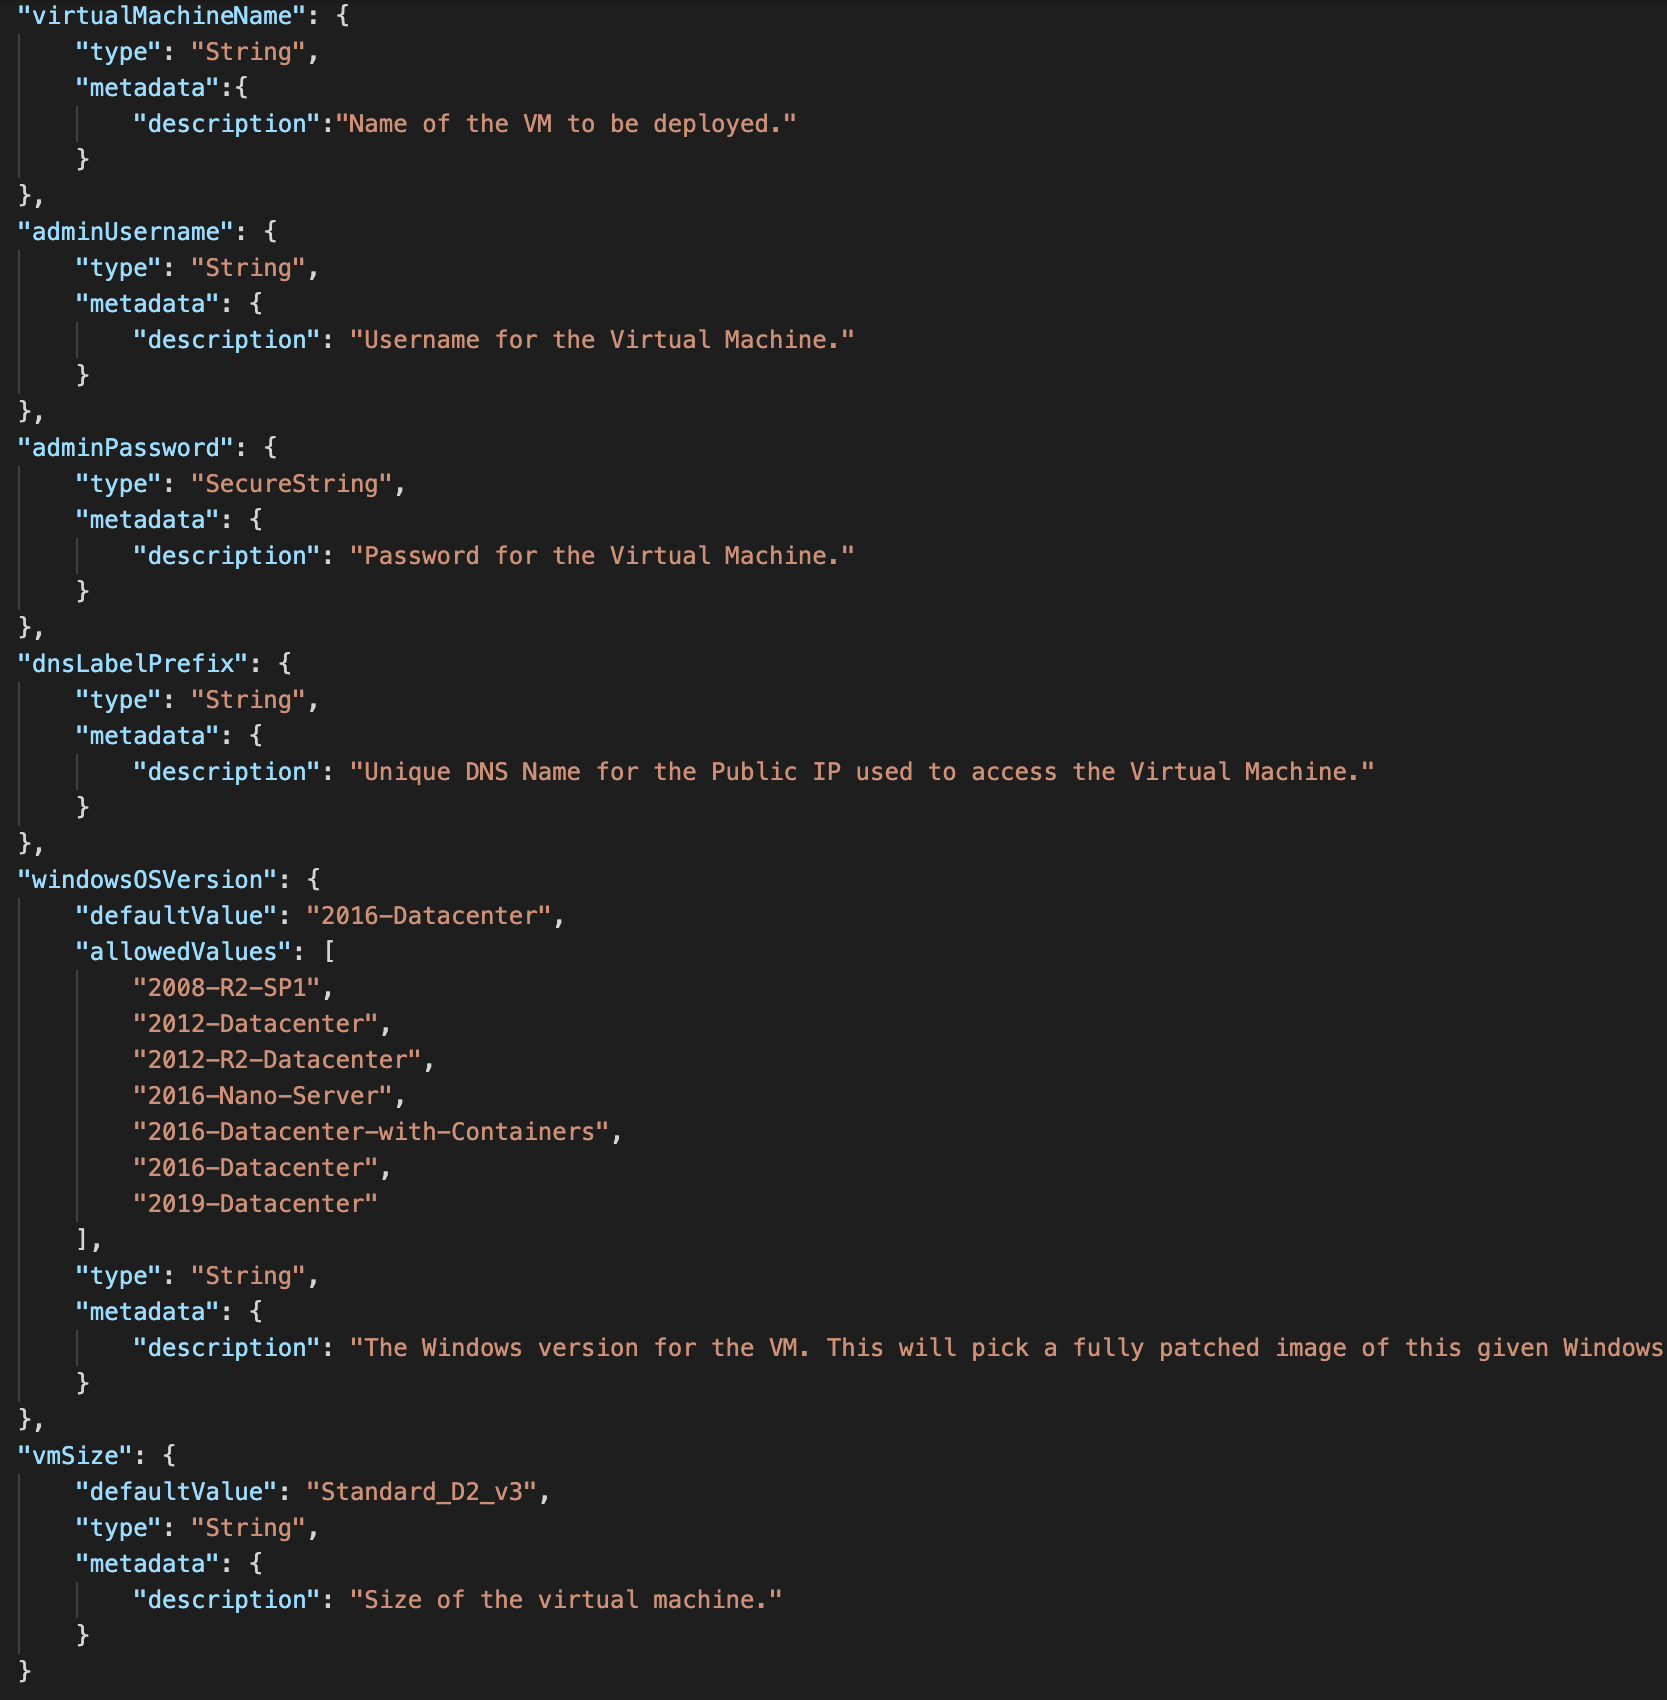 "virtualMachineName": {
    "type": "String",
    "metadata":{
        "description":"Name of the VM to be deployed."
    }
},
"adminUsername": {
    "type": "String",
    "metadata": {
        "description": "Username for the Virtual Machine."
    }
},
"adminPassword": {
    "type": "SecureString",
    "metadata": {
        "description": "Password for the Virtual Machine."
    }
},
"dnsLabelPrefix": {
    "type": "String",
    "metadata": {
        "description": "Unique DNS Name for the Public IP used to access the Virtual Machine."
    }
},
"windowsOSVersion": {
    "defaultValue": "2016-Datacenter",
    "allowedValues": [
        "2008-R2-SP1",
        "2012-Datacenter",
        "2012-R2-Datacenter",
        "2016-Nano-Server",
        "2016-Datacenter-with-Containers",
        "2016-Datacenter",
        "2019-Datacenter"
    ],
    "type": "String",
    "metadata": {
        "description": "The Windows version for the VM. This will pick a fully patched image of this given Windows
    }
},
"vmSize": {
    "defaultValue": "Standard_D2_v3",
    "type": "String",
    "metadata": {
        "description": "Size of the virtual machine."
    }
}